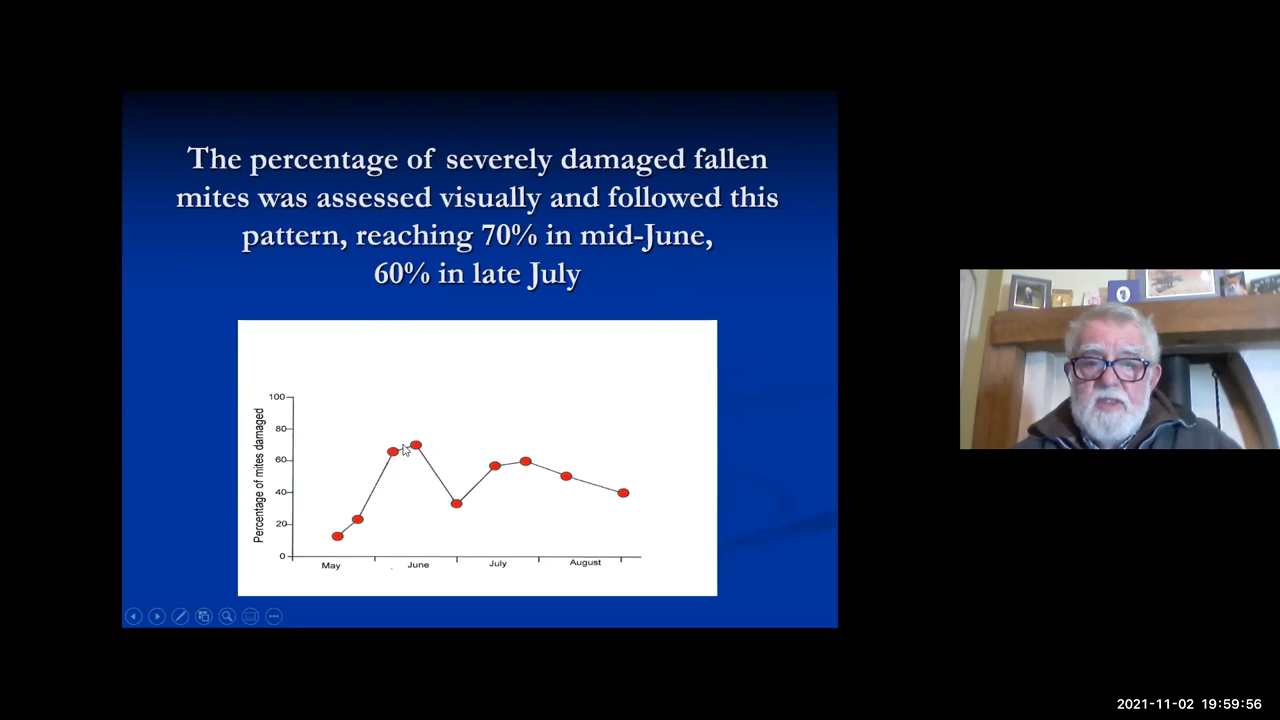 The percentage of severely damaged fallen
mites was assessed visually and followed this
pattern, reaching 70% in mid-June,
60% in late July
Percentage of mites damaged
100
80
60
40
20
0
May
June
July
August
2021-11-02 19:59:56